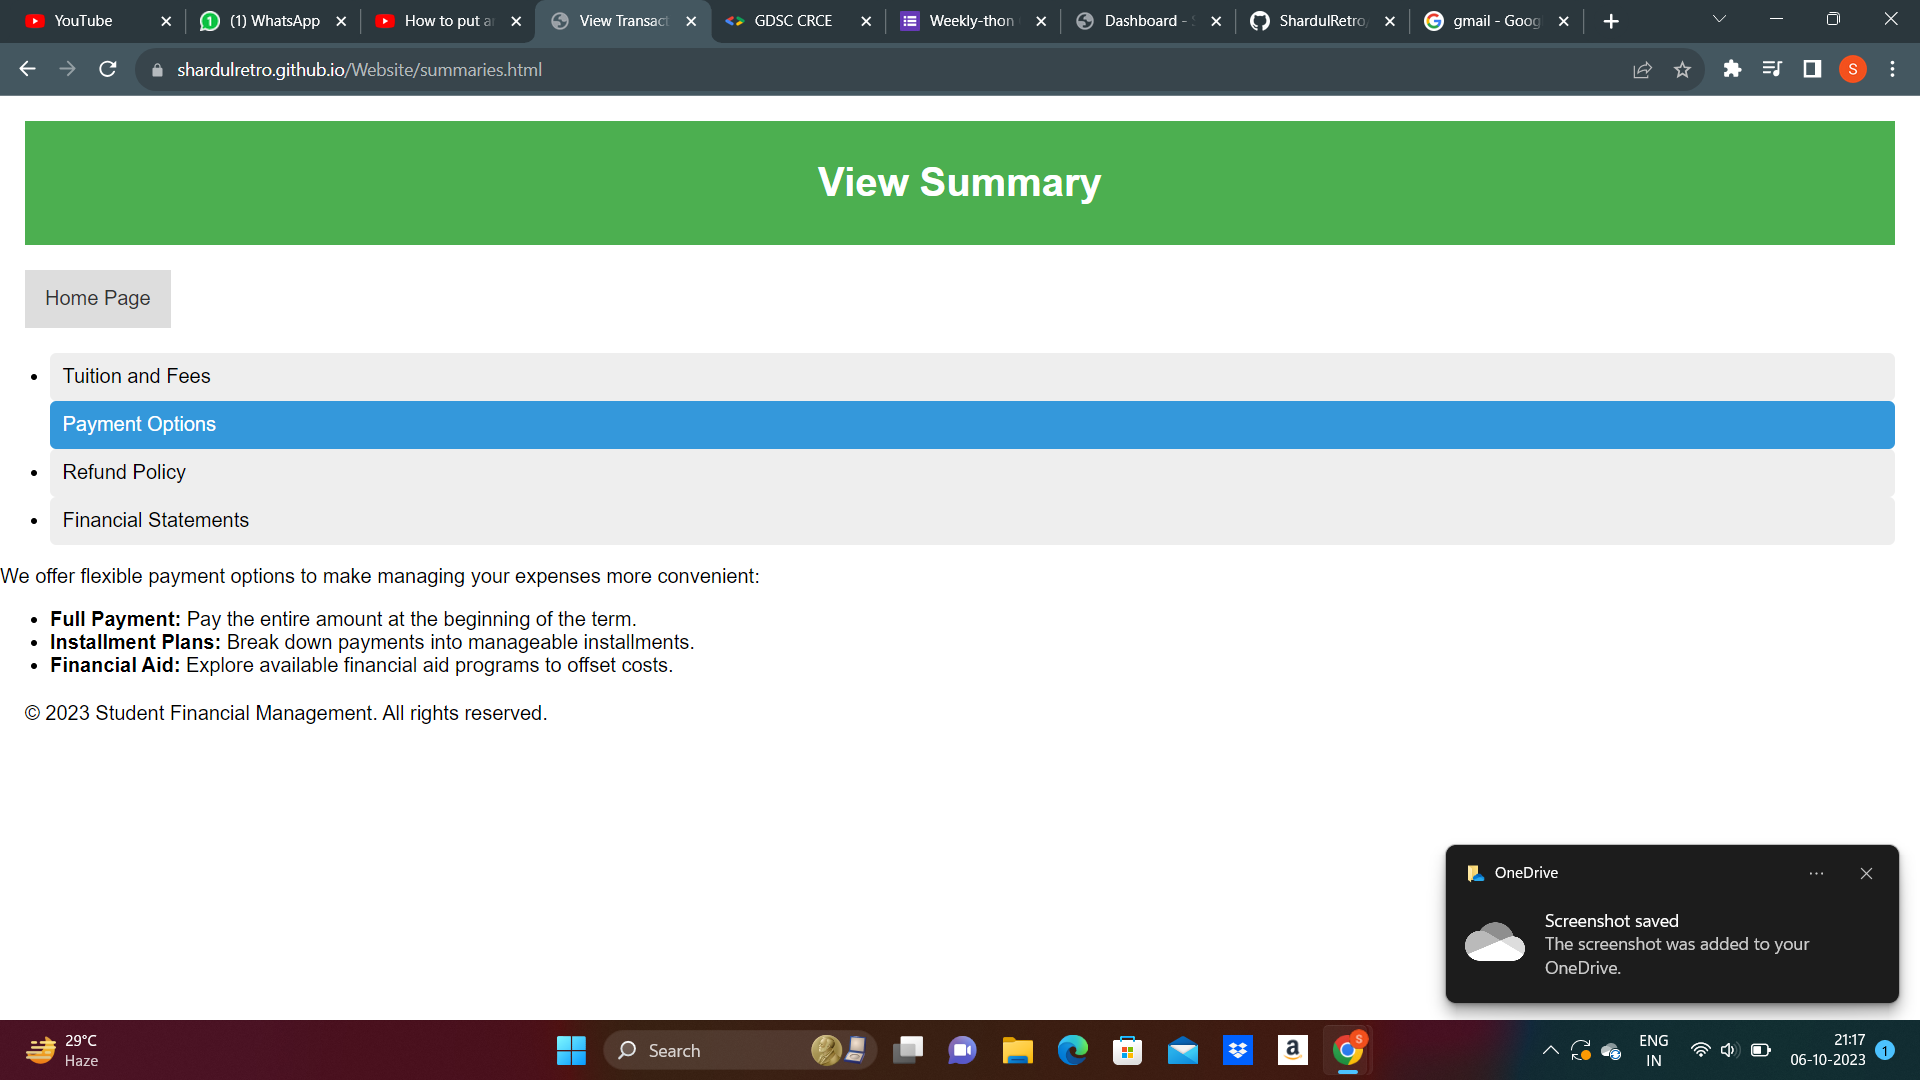 YouTube
(1) WhatsApp
How to put a
View Transact
GDSC CRCE
Weekly-thon
Dashboard - S
ShardulRetro/
gmail - Goog
shardulretro.github.io/Website/summaries.html
S
View Summary
Home Page
• Tuition and Fees
Payment Options
• Refund Policy
• Financial Statements
We offer flexible payment options to make managing your expenses more convenient:
• Full Payment: Pay the entire amount at the beginning of the term.
• Installment Plans: Break down payments into manageable installments.
• Financial Aid: Explore available financial aid programs to offset costs.
© 2023 Student Financial Management. All rights reserved.
OneDrive
Screenshot saved
The screenshot was added to your
OneDrive.
29°C
Haze
Search
a
S
ENG
IN
21:17
06-10-2023
1